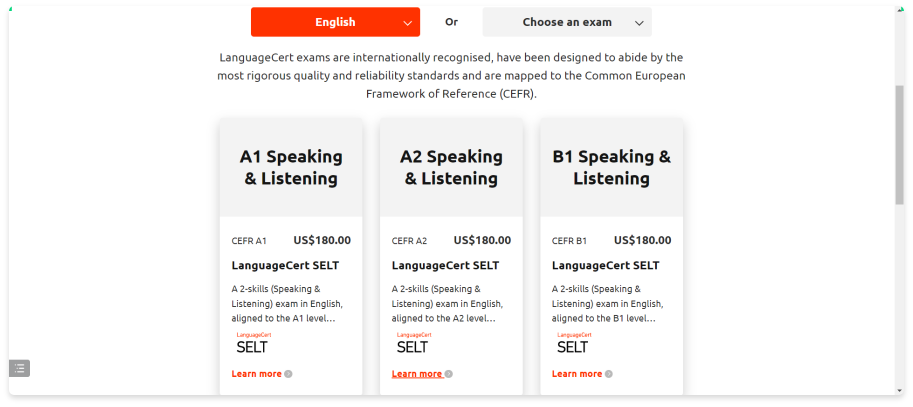 English
Or
Choose an exam
LanguageCert exams are internationally recognised, have been designed to abide by the
most rigorous quality and reliability standards and are mapped to the Common European
Framework of Reference (CEFR).
A1 Speaking
& Listening
CEFR A1 US$180.00
LanguageCert SELT
A 2-skills (Speaking &
Listening) exam in English,
aligned to the A1 level...
LanguageCert
SELT
Learn more
A2 Speaking
& Listening
CEFR A2 US$180.00
LanguageCert SELT
A 2-skills (Speaking &
Listening) exam in English,
aligned to the A2 level...
LanguageCert
SELT
Learn more
B1 Speaking &
Listening
CEFR B1 US$180.00
LanguageCert SELT
A 2-skills (Speaking &
Listening) exam in English,
aligned to the B1 level...
LanguageCert
SELT
Learn more